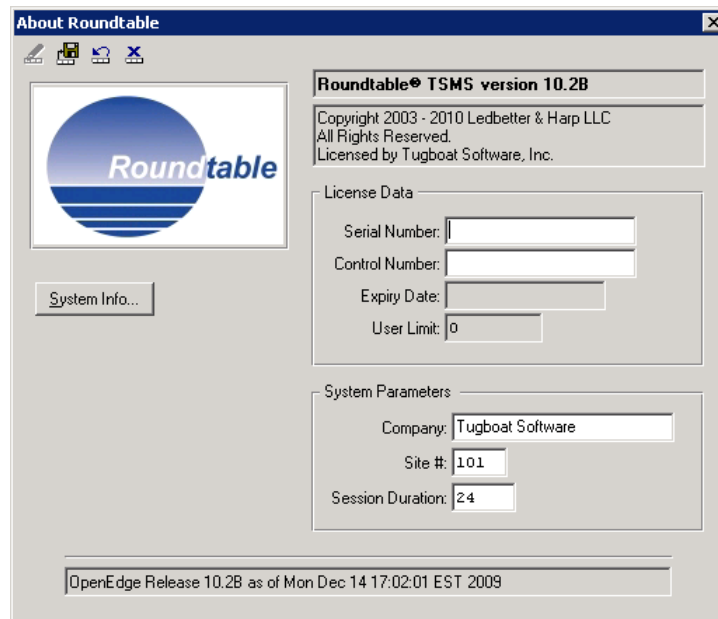 About Roundtable
Roundtable® TSMS version 10.2B
Copyright 2003 - 2010 Ledbetter & Harp LLC
All Rights Reserved.
Licensed by Tugboat Software, Inc.
Roundtable
License Data
Serial Number:
Control Number:
Expiry Date:
User Limit: 0
System Info...
System Parameters
Company: Tugboat Software
Site #: 101
Session Duration: 24
OpenEdge Release 10.2B as of Mon Dec 14 17:02:01 EST 2009